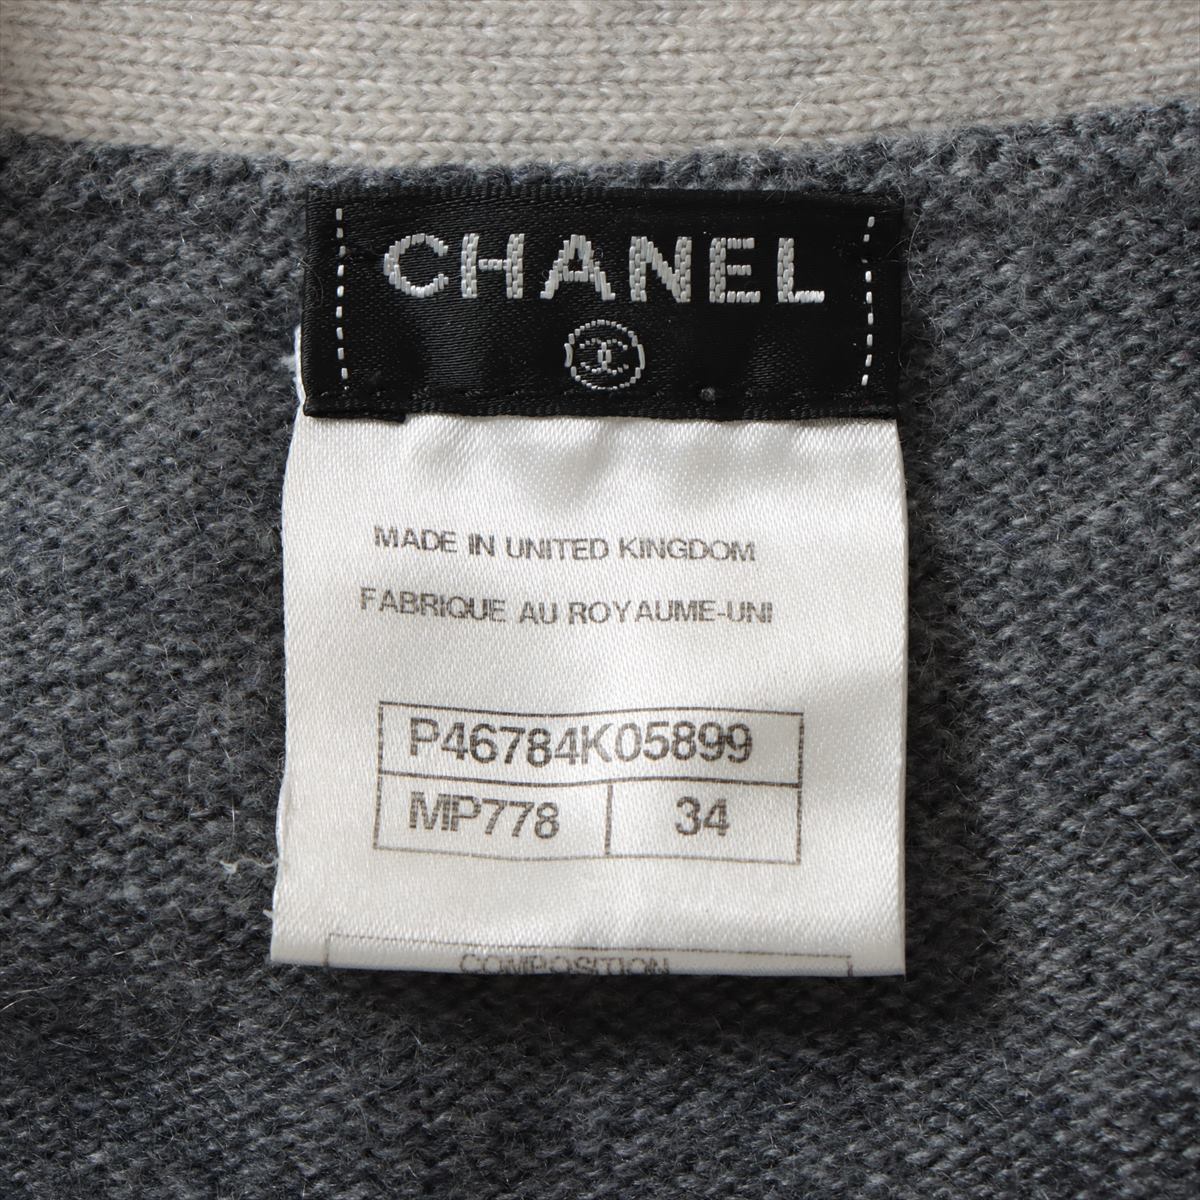 CHANEL
MADE IN UNITED KINGDOM
FABRIQUE AU ROYAUME-UNI
P46784K05899
MP778 34
COMPOSITION